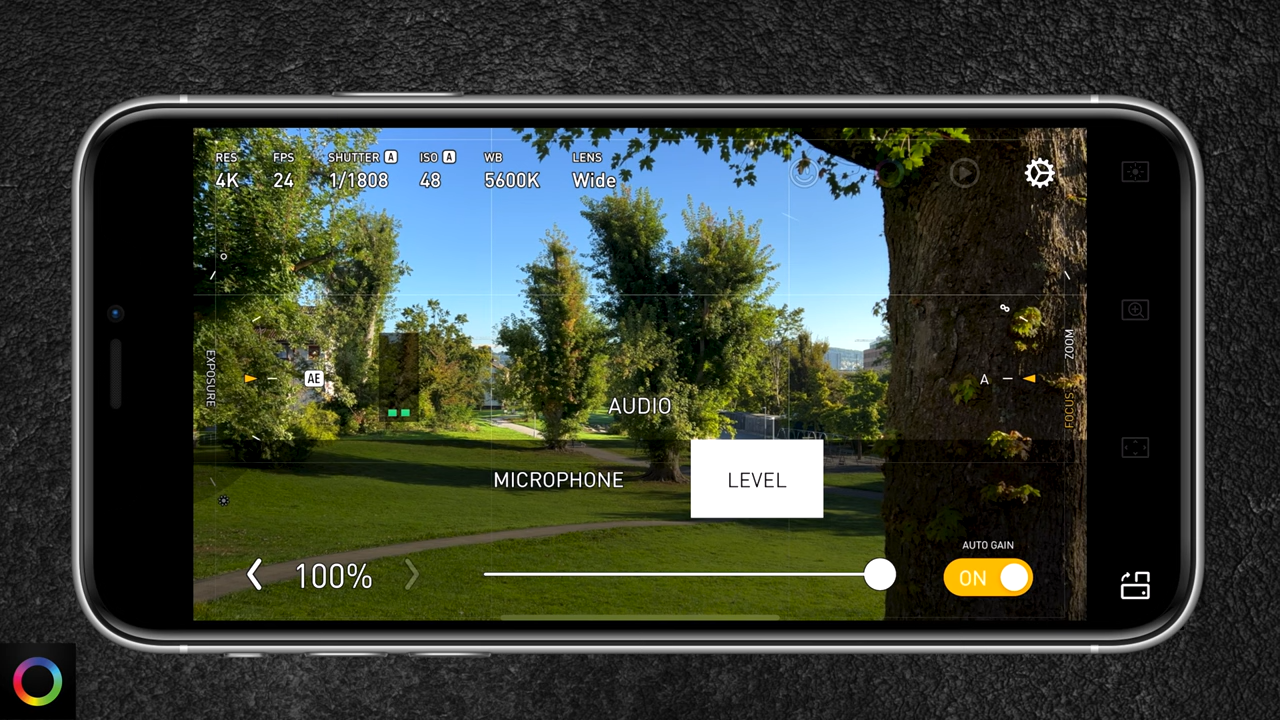 RES FPS SHUTTER A ISO A WB LENS
4K 24 1/1808 48 5600K Wide
EXPOSURE
AE
A
ZOOM
FOCUS
AUDIO
MICROPHONE LEVEL
AUTO GAIN
100% ON